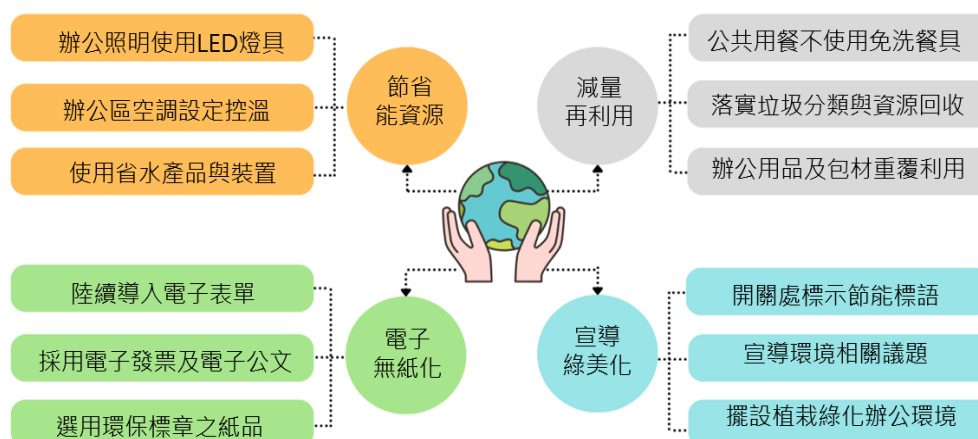 辦公照明使用LED燈具
辦公區空調設定控溫
使用省水產品與裝置
節省
能資源
減量
再利用
公共用餐不使用免洗餐具
落實垃圾分類與資源回收
辦公用品及包材重覆利用
陸續導入電子表單
採用電子發票及電子公文
選用環保標章之紙品
電子
無紙化
宣導
綠美化
開關處標示節能標語
宣導環境相關議題
擺設植栽綠化辦公環境